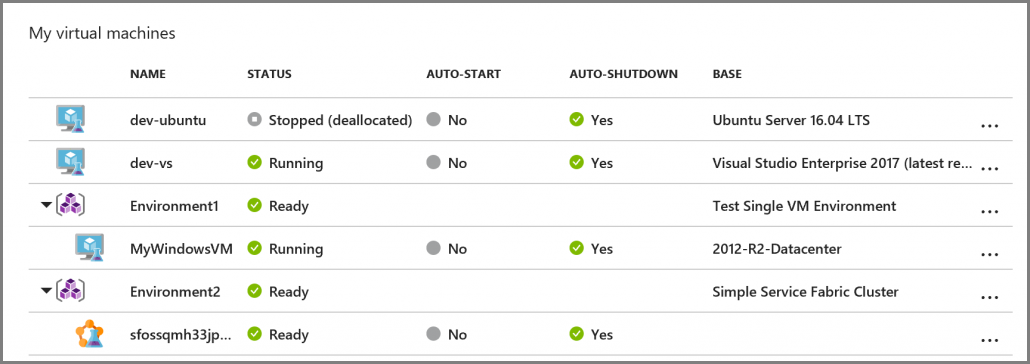 My virtual machines
NAME STATUS AUTO-START AUTO-SHUTDOWN BASE
dev-ubuntu Stopped (deallocated) No Yes Ubuntu Server 16.04 LTS ...
dev-vs Running No Yes Visual Studio Enterprise 2017 (latest re... ...
Environment1 Ready Test Single VM Environment ...
MyWindowsVM Running No Yes 2012-R2-Datacenter ...
Environment2 Ready Simple Service Fabric Cluster ...
sfossqmh33jp... Ready No Yes ...